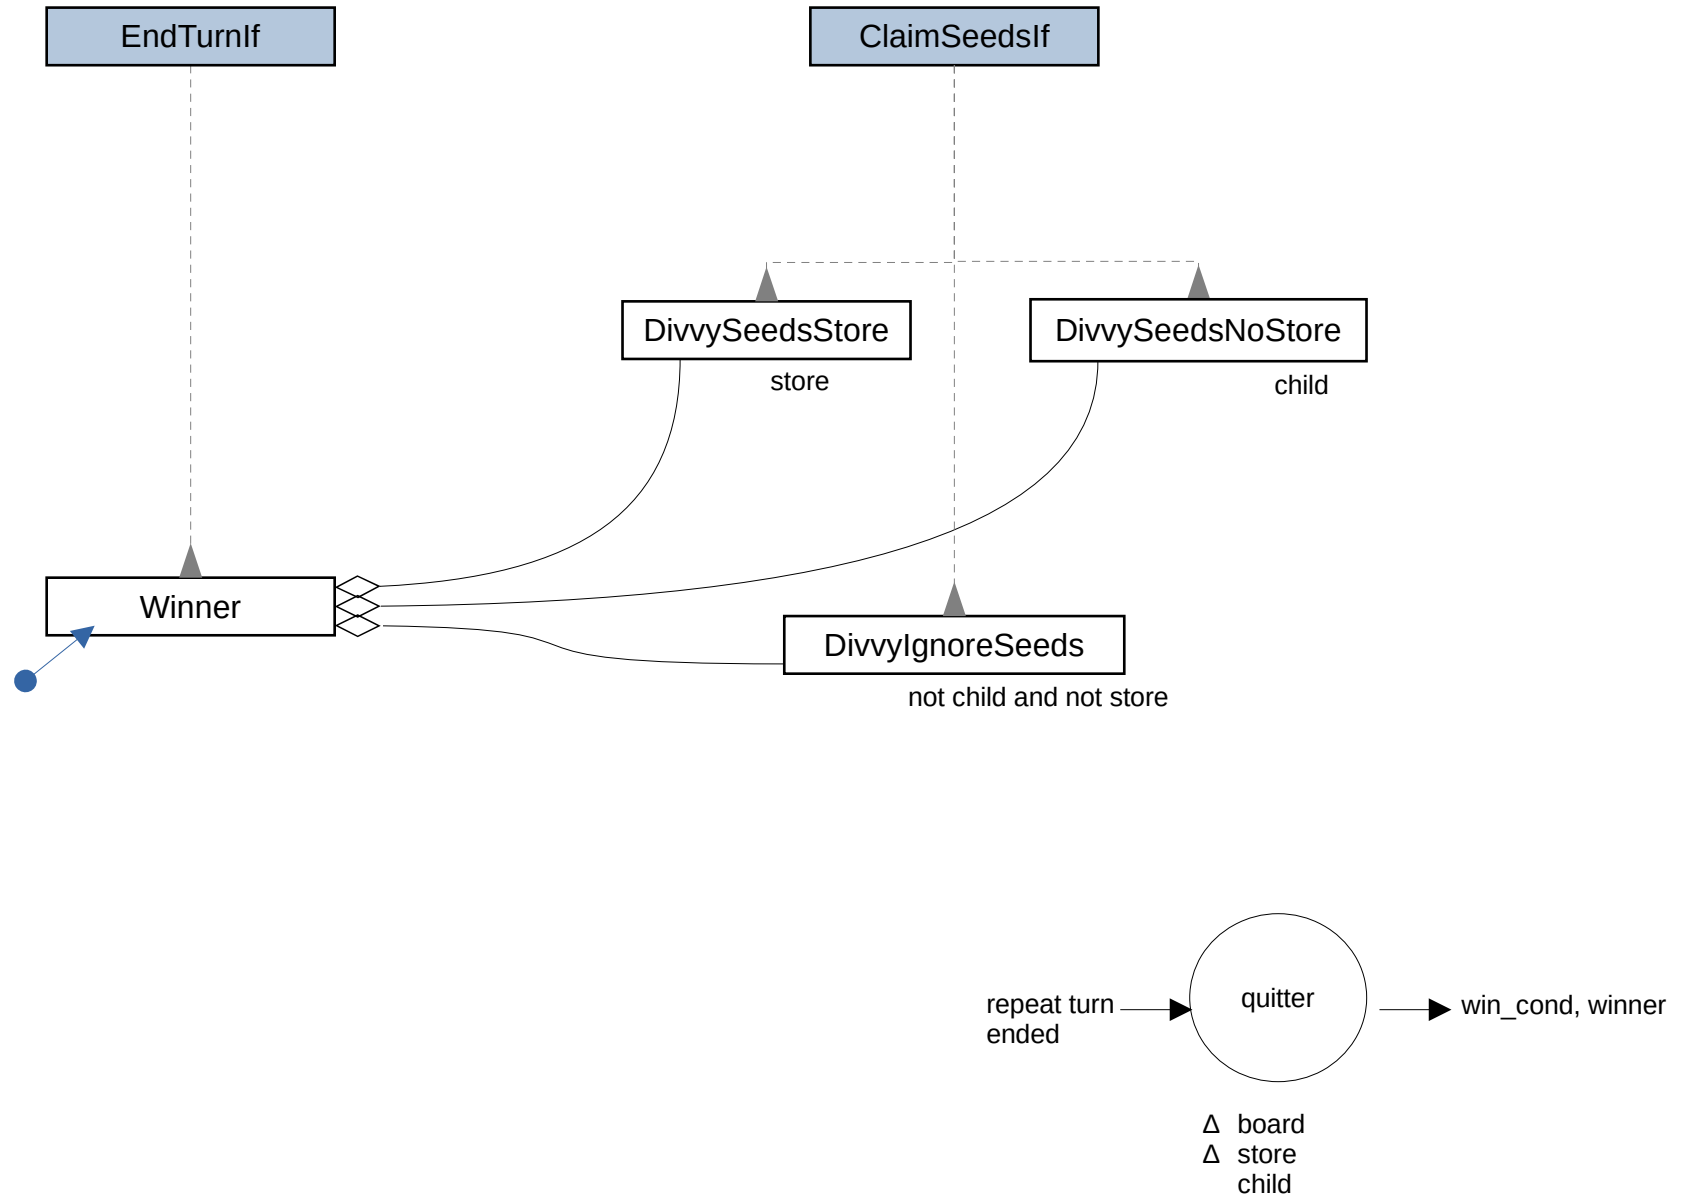 EndTurnIf
ClaimSeedsIf
DivvySeedsStore
DivvySeedsNoStore
store
child
Winner
DivvyIgnoreSeeds
not child and not store
repeat turn
ended
quitter
win_cond, winner
Δ board
Δ store
child